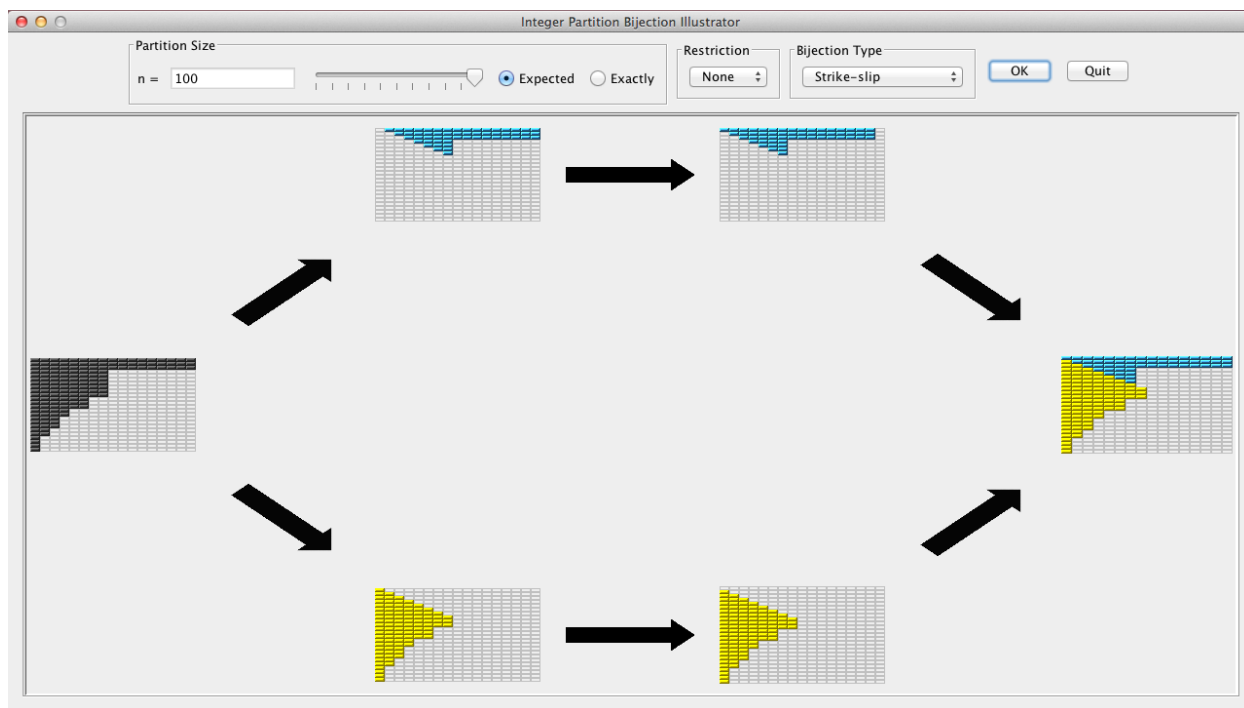 Integer Partition Bijection Illustrator
Partition Size
n = 100
Expected
Exactly
Restriction
None
Bijection Type
Strike-slip
OK
Quit